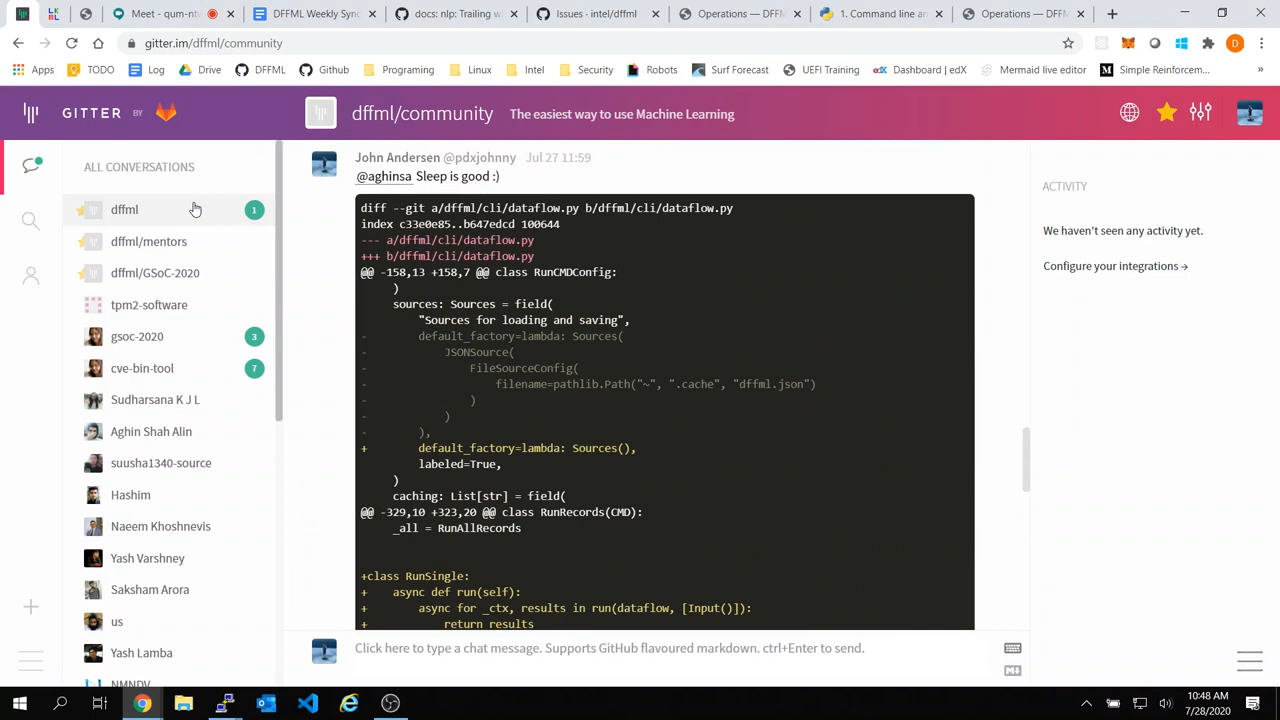 Meet - qum-ntv
DFFML Weekly Sync
docs: nlp: Trailing w
Issues · intel/dffml
Operations — DFFM
1. Command line an
Operations — DFFM
gitter.im/dffml/community
D
Apps
TODO
Log
Drive
DFFML
Github
Programing
Linux
Intel
Security
Robots
Surf Forecast
UEFI Training
edX
Dashboard | edX
Mermaid live editor
Simple Reinforcem...
»
GITTER BY
dffml/community
The easiest way to use Machine Learning
ALL CONVERSATIONS
dffml
1
dffml/mentors
dffml/GSoC-2020
tpm2-software
gsoc-2020
3
cve-bin-tool
7
Sudharsana K J L
Aghin Shah Alin
suusha1340-source
Hashim
Naeem Khoshnevis
Yash Varshney
Saksham Arora
us
Yash Lamba
NMNDV
John Andersen @pdxjohnny Jul 27 11:59
@aghinsa Sleep is good :)
diff --git a/dffml/cli/dataflow.py b/dffml/cli/dataflow.py
index c33e0e85..b647edcd 100644
--- a/dffml/cli/dataflow.py
+++ b/dffml/cli/dataflow.py
@@ -158,13 +158,7 @@ class RunCMDConfig:
)
sources: Sources = field(
"Sources for loading and saving",
- default_factory=lambda: Sources(
- JSONSource(
- FileSourceConfig(
- filename=pathlib.Path("~", ".cache", "dffml.json")
- )
- )
- ),
+ default_factory=lambda: Sources(),
labeled=True,
)
caching: List[str] = field(
@@ -329,10 +323,20 @@ class RunRecords(CMD):
_all = RunAllRecords
+class RunSingle:
+ async def run(self):
+ async for _ctx, results in run(dataflow, [Input()]):
+ return results
Click here to type a chat message. Supports GitHub flavoured markdown. ctrl+Enter to send.
ACTIVITY
We haven't seen any activity yet.
Configure your integrations →
10:48 AM
7/28/2020